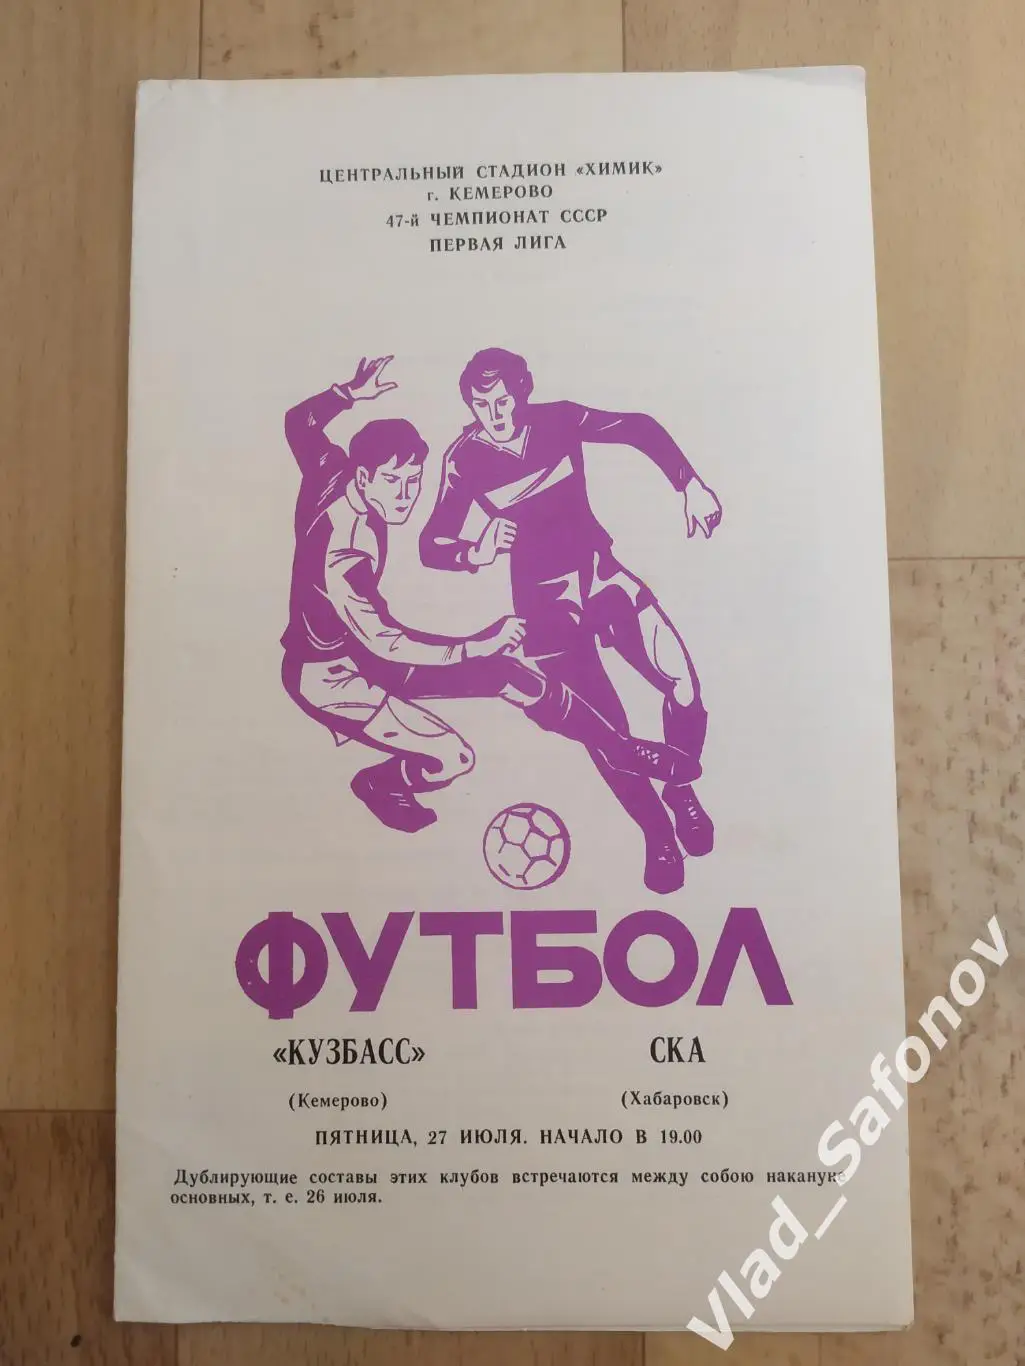 ЦЕНТРАЛЬНЫЙ СТАДИОН «ХИМИК»
г. КЕМЕРОВО
47-й ЧЕМПИОНАТ СССР
ПЕРВАЯ ЛИГА
ФУТБОЛ
«КУЗБАСС» СКА
(Кемерово) (Хабаровск)
ПЯТНИЦА, 27 ИЮЛЯ. НАЧАЛО В 19.00
Дублирующие составы этих клубов встречаются между собою накануне
основных, т. е. 26 июля.
Vlad_Safonov